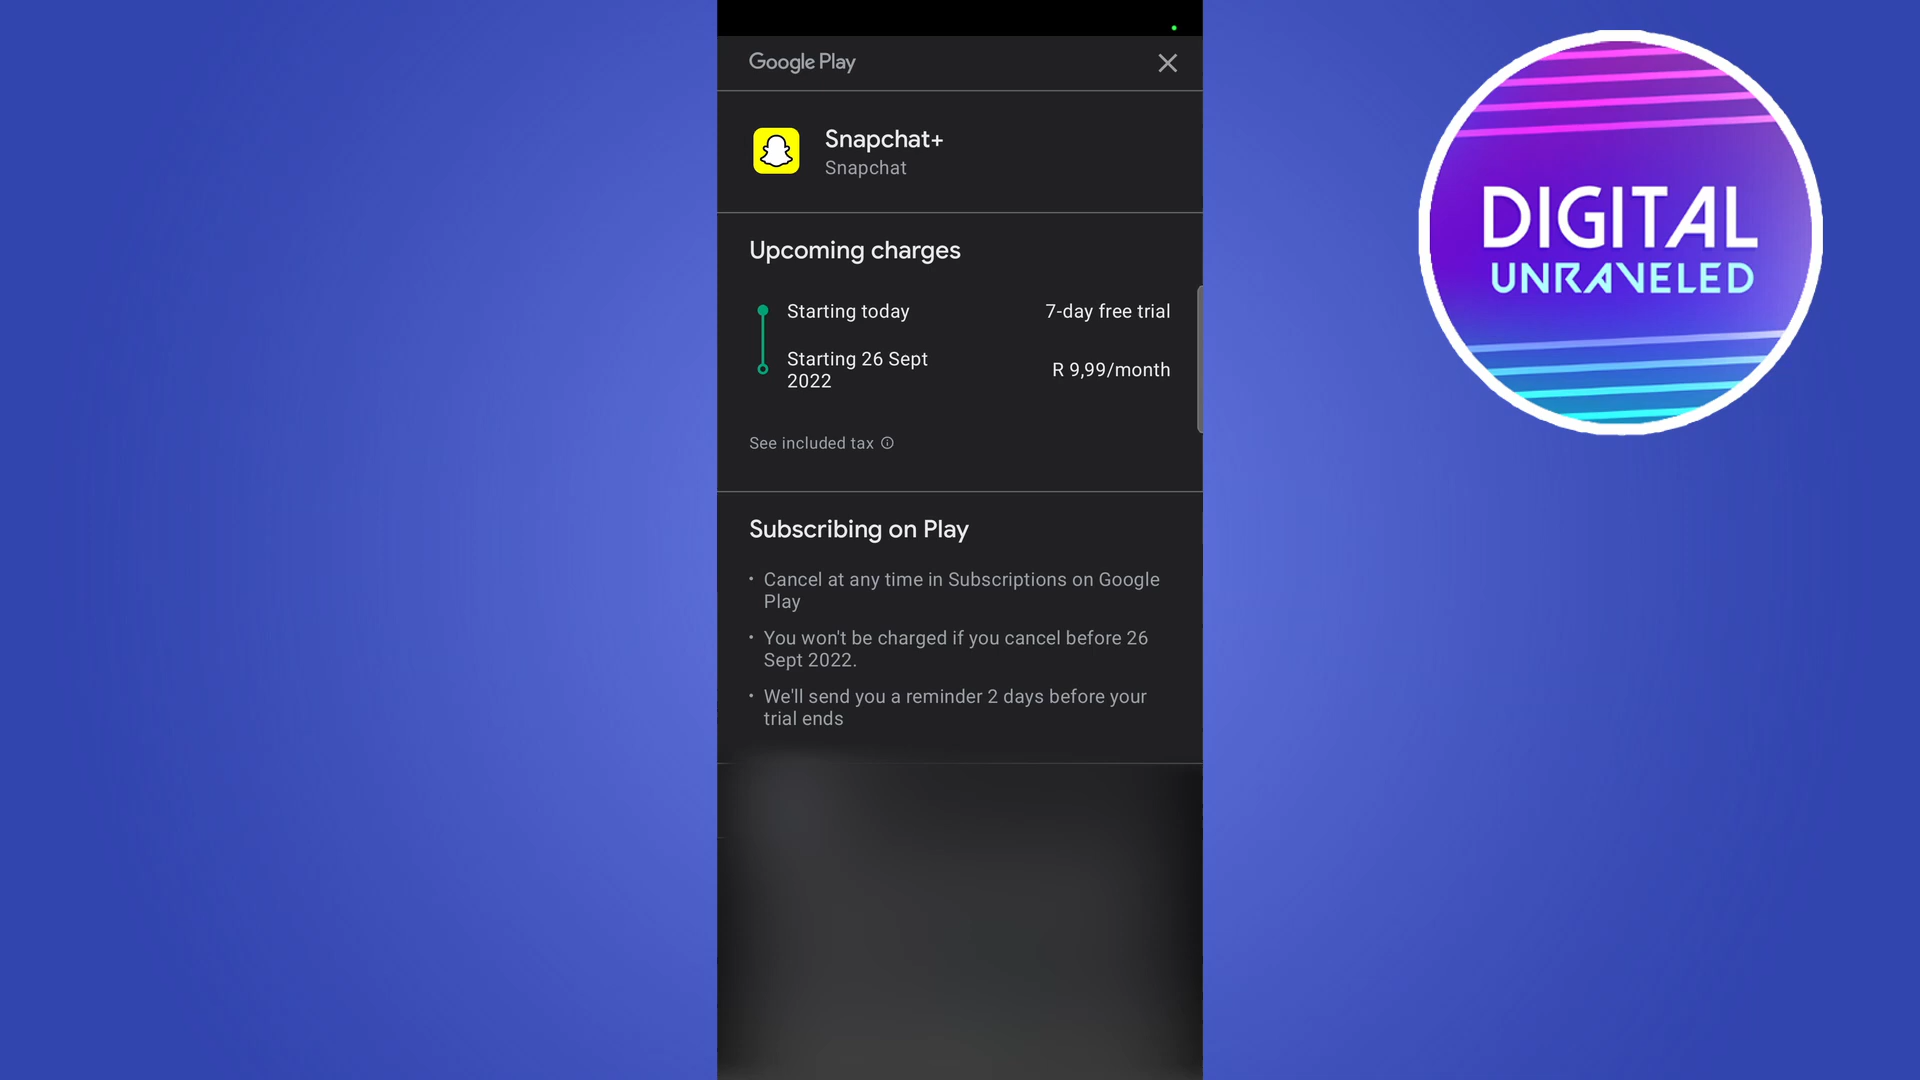 Google Play
Snapchat+
Snapchat
Upcoming charges
Starting today
7-day free trial
Starting 26 Sept
2022
R 9,99/month
See included tax
Subscribing on Play
• Cancel at any time in Subscriptions on Google
Play
• You won't be charged if you cancel before 26
Sept 2022.
• We'll send you a reminder 2 days before your
trial ends
DIGITAL
UNRAVELED